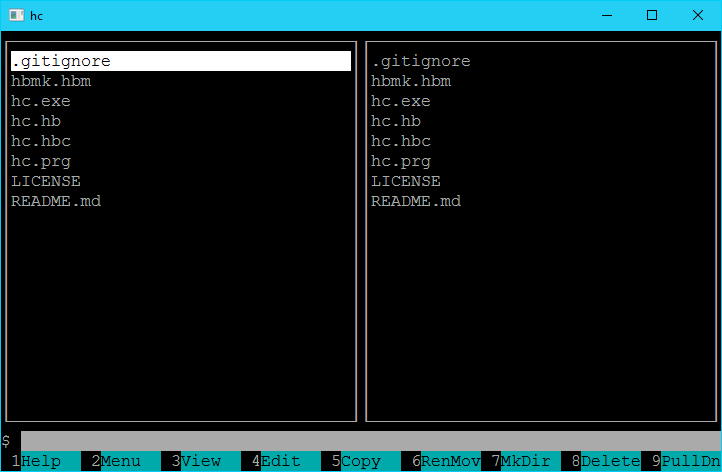 hc
.gitignore
hbmk.hbm
hc.exe
hc.hb
hc.hbc
hc.prg
LICENSE
README.md
.gitignore
hbmk.hbm
hc.exe
hc.hb
hc.hbc
hc.prg
LICENSE
README.md
$
1Help 2Menu 3View 4Edit 5Copy 6RenMov 7MkDir 8Delete 9PullDn